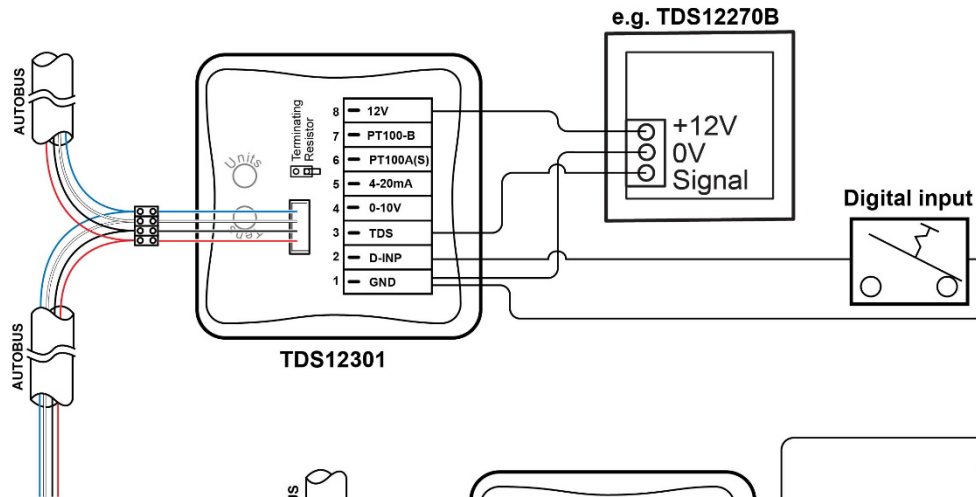 e.g. TDS12270B
AUTOBUS
Terminating
Resistor
Units
Tens
8 12V
7 PT100-B
6 PT100A(S)
5 4-20mA
4 0-10V
3 TDS
2 D-INP
1 GND
+12V
0V
Signal
Digital input
TDS12301
AUTOBUS